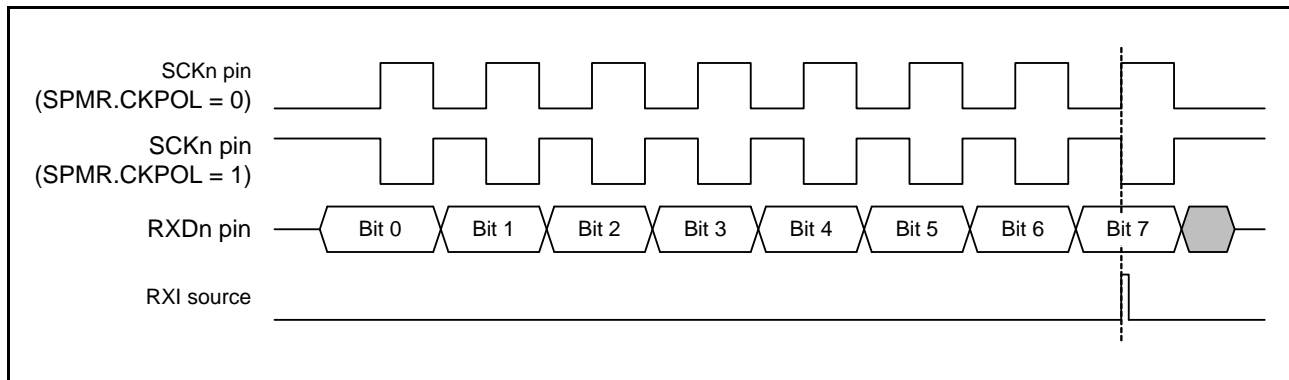 SCKn pin
(SPMR.CKPOL = 0)
SCKn pin
(SPMR.CKPOL = 1)
RXDn pin
Bit 0 Bit 1 Bit 2 Bit 3 Bit 4 Bit 5 Bit 6 Bit 7
RXI source